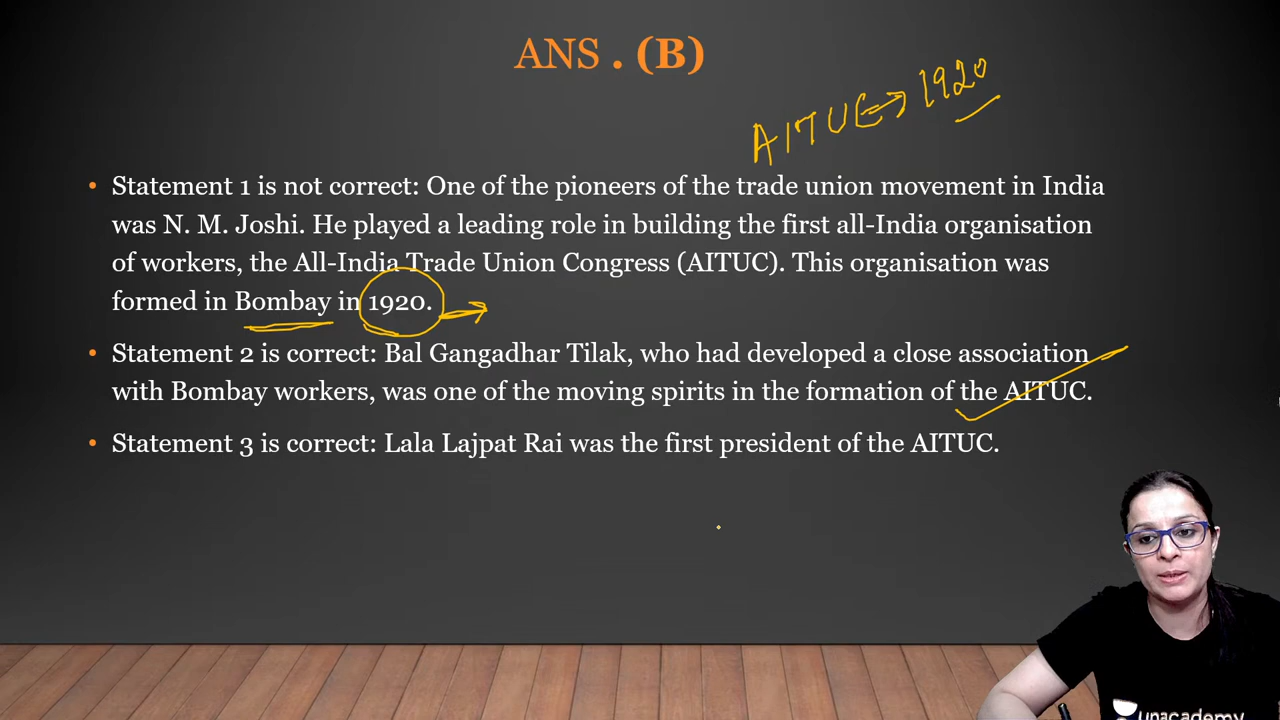 ANS . (B)
AITUC → 1920
• Statement 1 is not correct: One of the pioneers of the trade union movement in India
was N. M. Joshi. He played a leading role in building the first all-India organisation
of workers, the All-India Trade Union Congress (AITUC). This organisation was
formed in Bombay in 1920.
• Statement 2 is correct: Bal Gangadhar Tilak, who had developed a close association
with Bombay workers, was one of the moving spirits in the formation of the AITUC.
• Statement 3 is correct: Lala Lajpat Rai was the first president of the AITUC.
unacademy